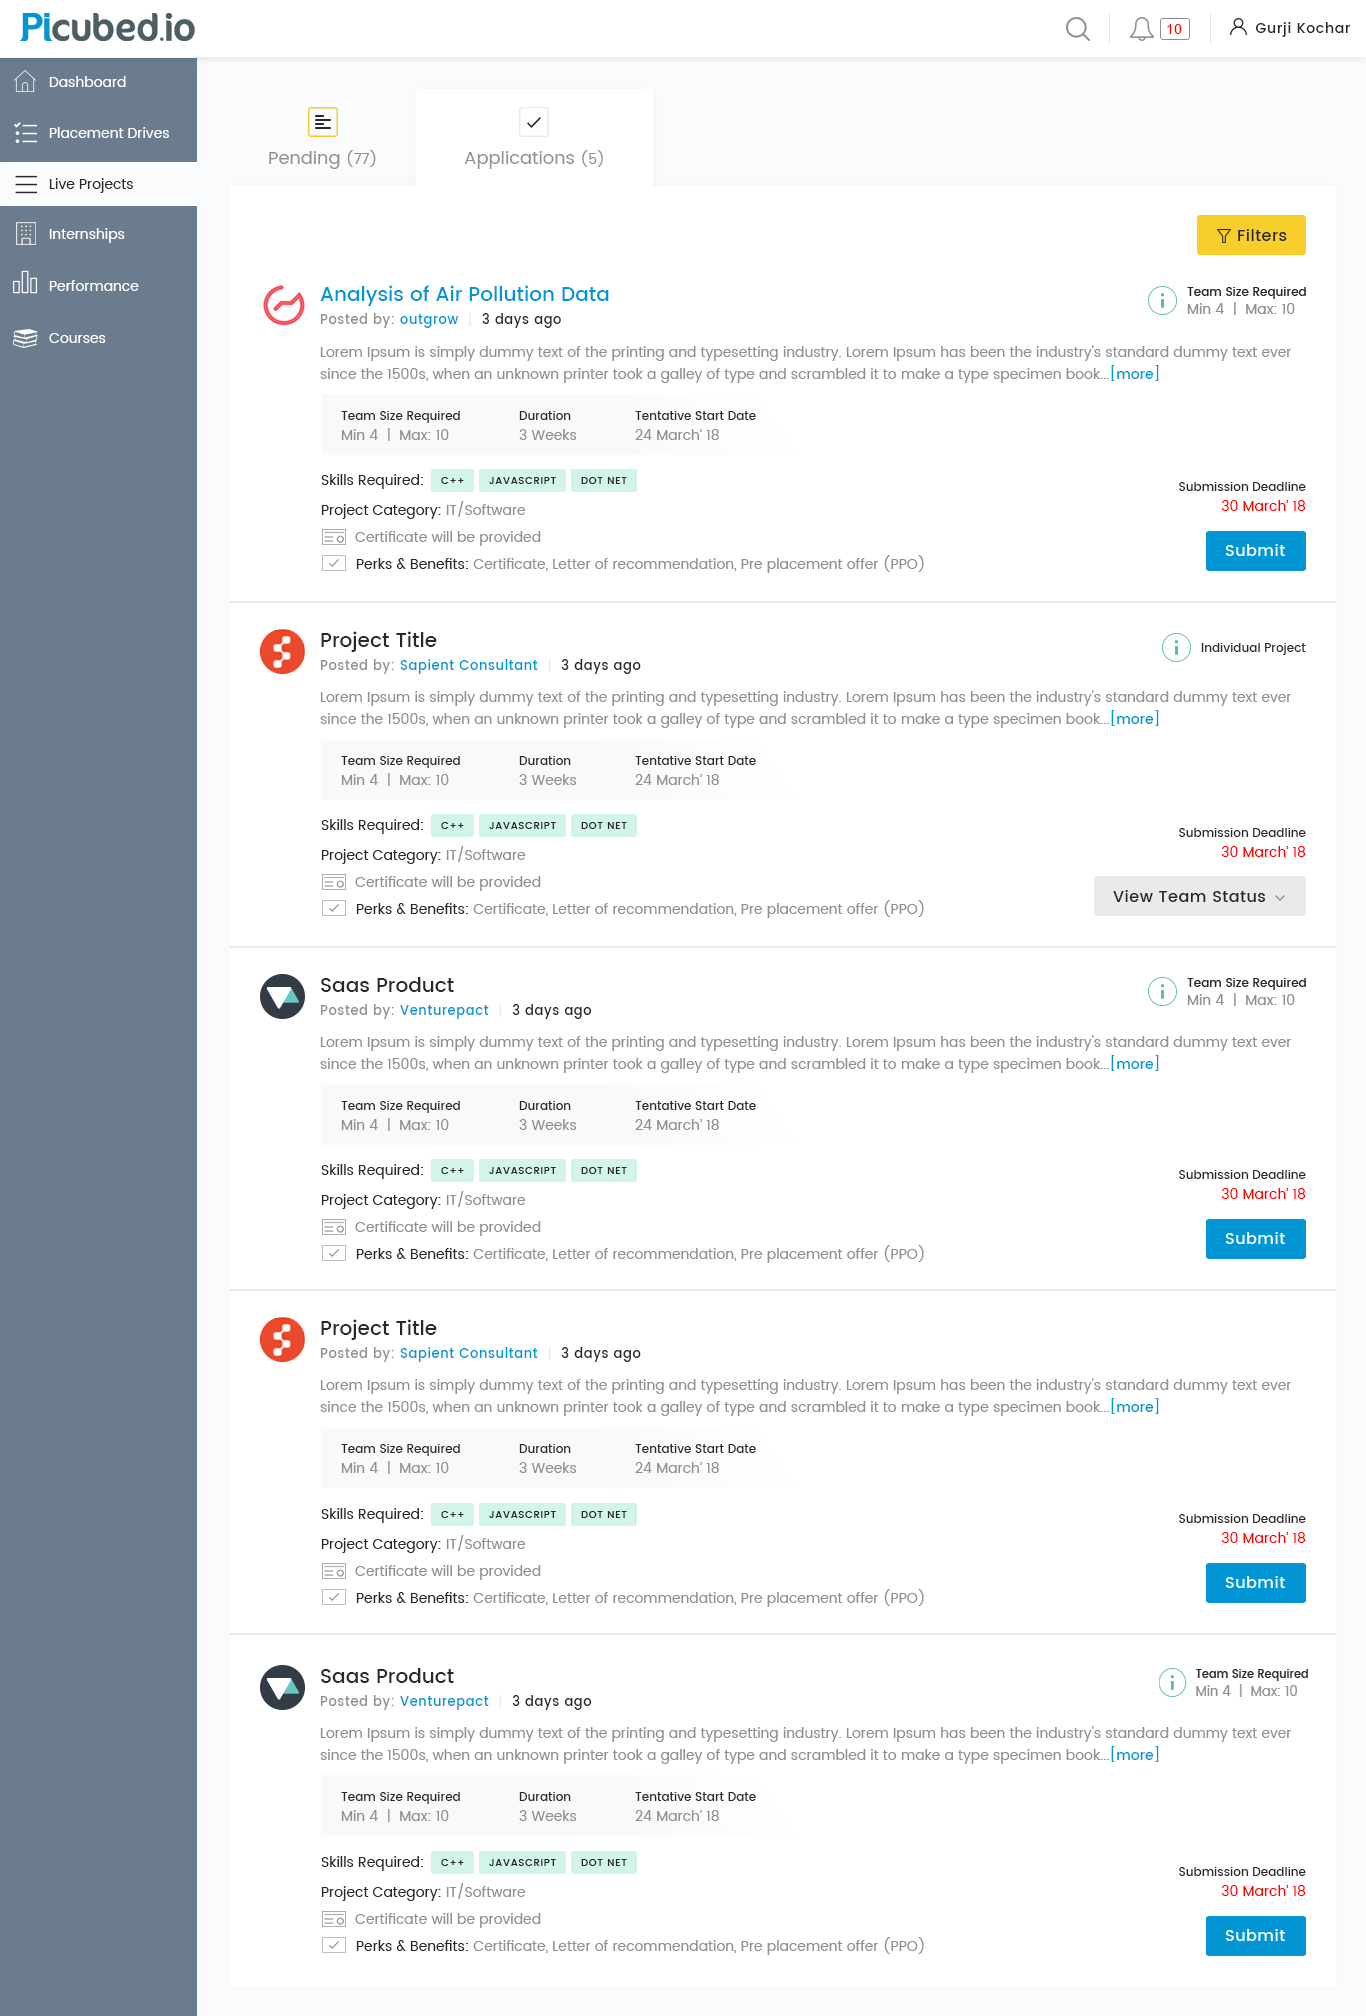 Picubed.io
10
Gurji Kochar
Dashboard
Placement Drives
Live Projects
Internships
Performance
Courses
Pending (77)
Applications (5)
Filters
Analysis of Air Pollution Data
Posted by: outgrow | 3 days ago
Team Size Required
Min 4 | Max: 10
Lorem Ipsum is simply dummy text of the printing and typesetting industry. Lorem Ipsum has been the industry's standard dummy text ever
since the 1500s, when an unknown printer took a galley of type and scrambled it to make a type specimen book...[more]
Team Size Required Duration Tentative Start Date
Min 4 | Max: 10 3 Weeks 24 March' 18
Skills Required: C++ JAVASCRIPT DOT NET
Project Category: IT/Software
Certificate will be provided
Perks & Benefits: Certificate, Letter of recommendation, Pre placement offer (PPO)
Submission Deadline
30 March' 18
Submit
Project Title
Posted by: Sapient Consultant | 3 days ago
Individual Project
Lorem Ipsum is simply dummy text of the printing and typesetting industry. Lorem Ipsum has been the industry's standard dummy text ever
since the 1500s, when an unknown printer took a galley of type and scrambled it to make a type specimen book...[more]
Team Size Required Duration Tentative Start Date
Min 4 | Max: 10 3 Weeks 24 March' 18
Skills Required: C++ JAVASCRIPT DOT NET
Project Category: IT/Software
Certificate will be provided
Perks & Benefits: Certificate, Letter of recommendation, Pre placement offer (PPO)
Submission Deadline
30 March' 18
View Team Status
Saas Product
Posted by: Venturepact | 3 days ago
Team Size Required
Min 4 | Max: 10
Lorem Ipsum is simply dummy text of the printing and typesetting industry. Lorem Ipsum has been the industry's standard dummy text ever
since the 1500s, when an unknown printer took a galley of type and scrambled it to make a type specimen book...[more]
Team Size Required Duration Tentative Start Date
Min 4 | Max: 10 3 Weeks 24 March' 18
Skills Required: C++ JAVASCRIPT DOT NET
Project Category: IT/Software
Certificate will be provided
Perks & Benefits: Certificate, Letter of recommendation, Pre placement offer (PPO)
Submission Deadline
30 March' 18
Submit
Project Title
Posted by: Sapient Consultant | 3 days ago
Lorem Ipsum is simply dummy text of the printing and typesetting industry. Lorem Ipsum has been the industry's standard dummy text ever
since the 1500s, when an unknown printer took a galley of type and scrambled it to make a type specimen book...[more]
Team Size Required Duration Tentative Start Date
Min 4 | Max: 10 3 Weeks 24 March' 18
Skills Required: C++ JAVASCRIPT DOT NET
Project Category: IT/Software
Certificate will be provided
Perks & Benefits: Certificate, Letter of recommendation, Pre placement offer (PPO)
Submission Deadline
30 March' 18
Submit
Saas Product
Posted by: Venturepact | 3 days ago
Team Size Required
Min 4 | Max: 10
Lorem Ipsum is simply dummy text of the printing and typesetting industry. Lorem Ipsum has been the industry's standard dummy text ever
since the 1500s, when an unknown printer took a galley of type and scrambled it to make a type specimen book...[more]
Team Size Required Duration Tentative Start Date
Min 4 | Max: 10 3 Weeks 24 March' 18
Skills Required: C++ JAVASCRIPT DOT NET
Project Category: IT/Software
Certificate will be provided
Perks & Benefits: Certificate, Letter of recommendation, Pre placement offer (PPO)
Submission Deadline
30 March' 18
Submit